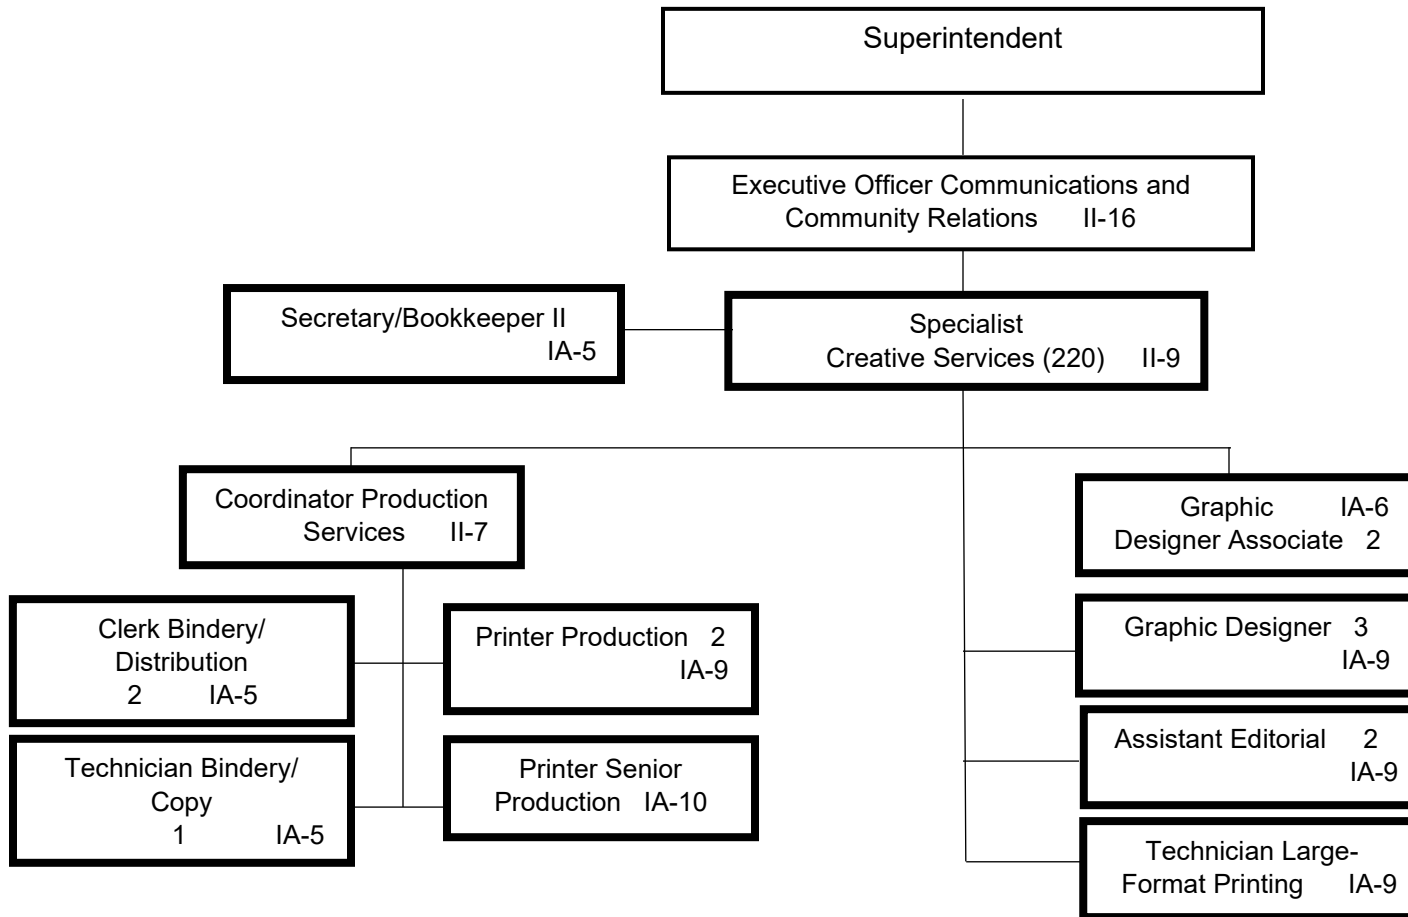 Superintendent
Executive Officer Communications and
Community Relations II-16
Secretary/Bookkeeper II
IA-5
Specialist
Creative Services (220) II-9
Coordinator Production
Services II-7
Clerk Bindery/
Distribution
2 IA-5
Printer Production 2
IA-9
Technician Bindery/
Copy
1 IA-5
Printer Senior
Production IA-10
Graphic IA-6
Designer Associate 2
Graphic Designer 3
IA-9
Assistant Editorial 2
IA-9
Technician Large-
Format Printing IA-9